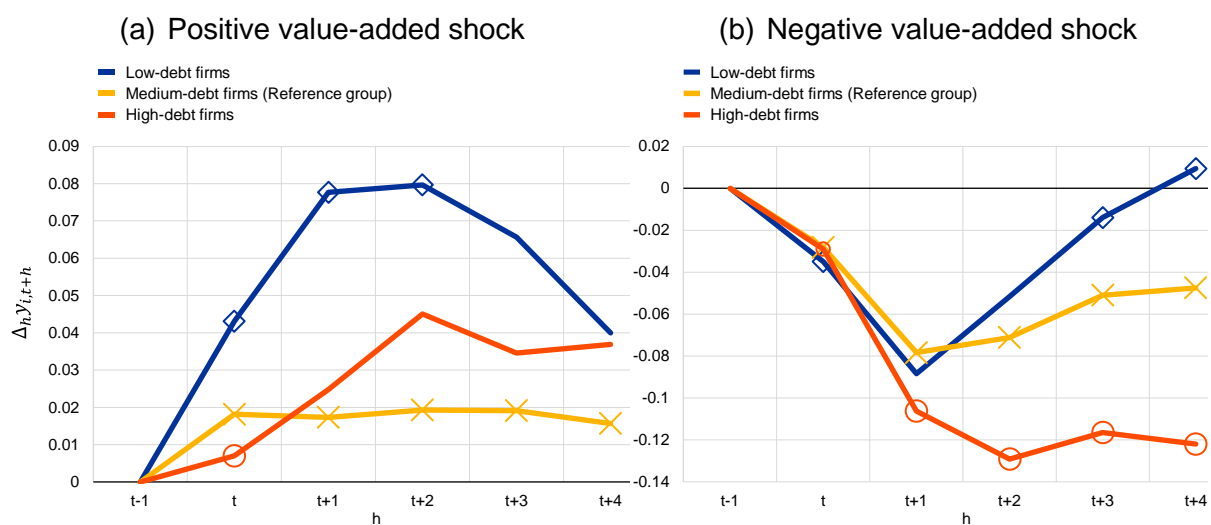 (a) Positive value-added shock
Low-debt firms
Medium-debt firms (Reference group)
High-debt firms
0.09
0.08
0.07
0.06
0.05
0.04
0.03
0.02
0.01
0
Δₕyᵢ,ₜ₊ₕ
t-1 t t+1 t+2 t+3 t+4
h
(b) Negative value-added shock
Low-debt firms
Medium-debt firms (Reference group)
High-debt firms
0.02
0
-0.02
-0.04
-0.06
-0.08
-0.1
-0.12
-0.14
t-1 t t+1 t+2 t+3 t+4
h